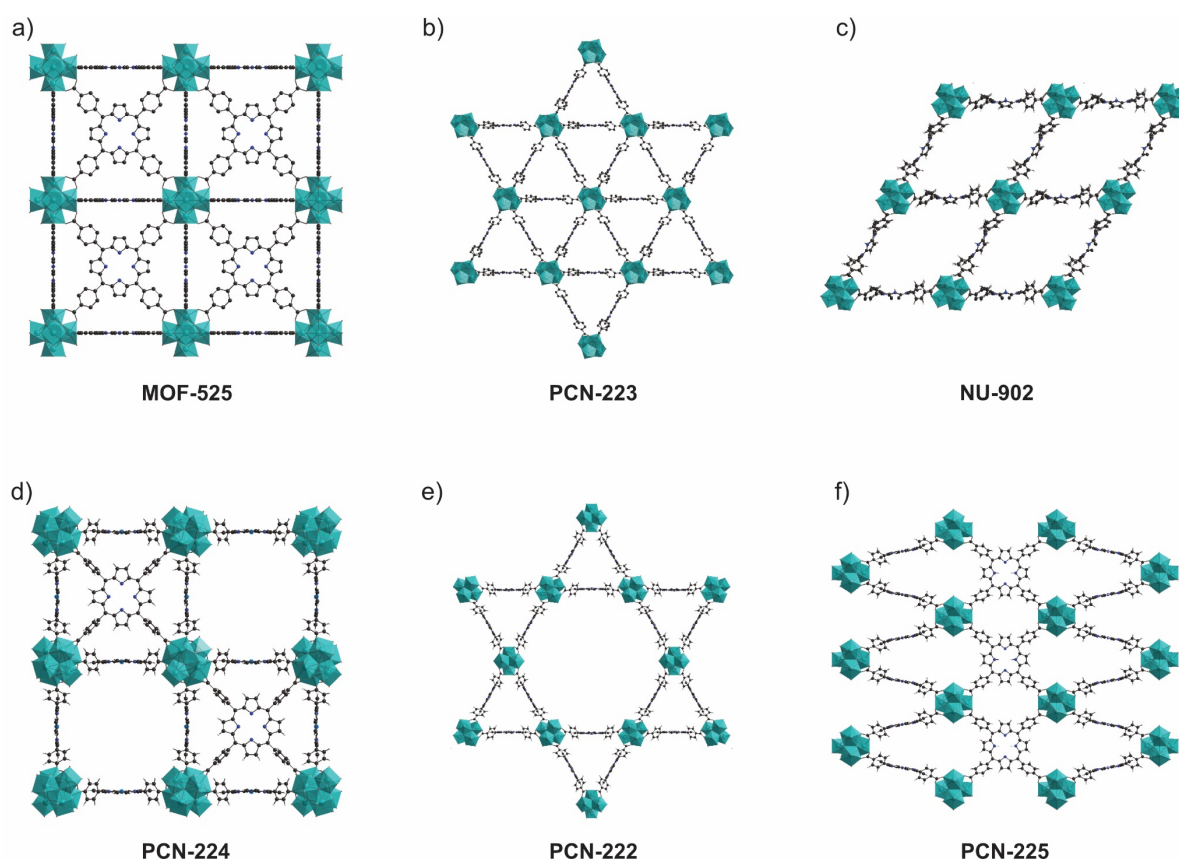 a)
b)
c)
MOF-525
PCN-223
NU-902
d)
e)
f)
PCN-224
PCN-222
PCN-225